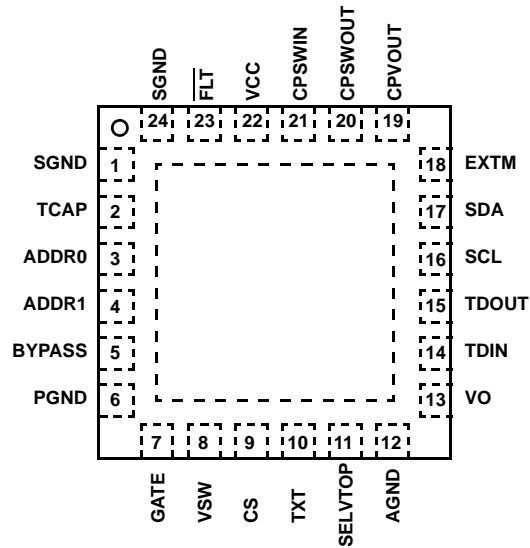 SGND
FLT
VCC
CPSWIN
CPSWOUT
CPVOUT
24 23 22 21 20 19
SGND 1 18 EXTM
TCAP 2 17 SDA
ADDR0 3 16 SCL
ADDR1 4 15 TDOUT
BYPASS 5 14 TDIN
PGND 6 13 VO
7 8 9 10 11 12
GATE
VSW
CS
TXT
SELVTOP
AGND